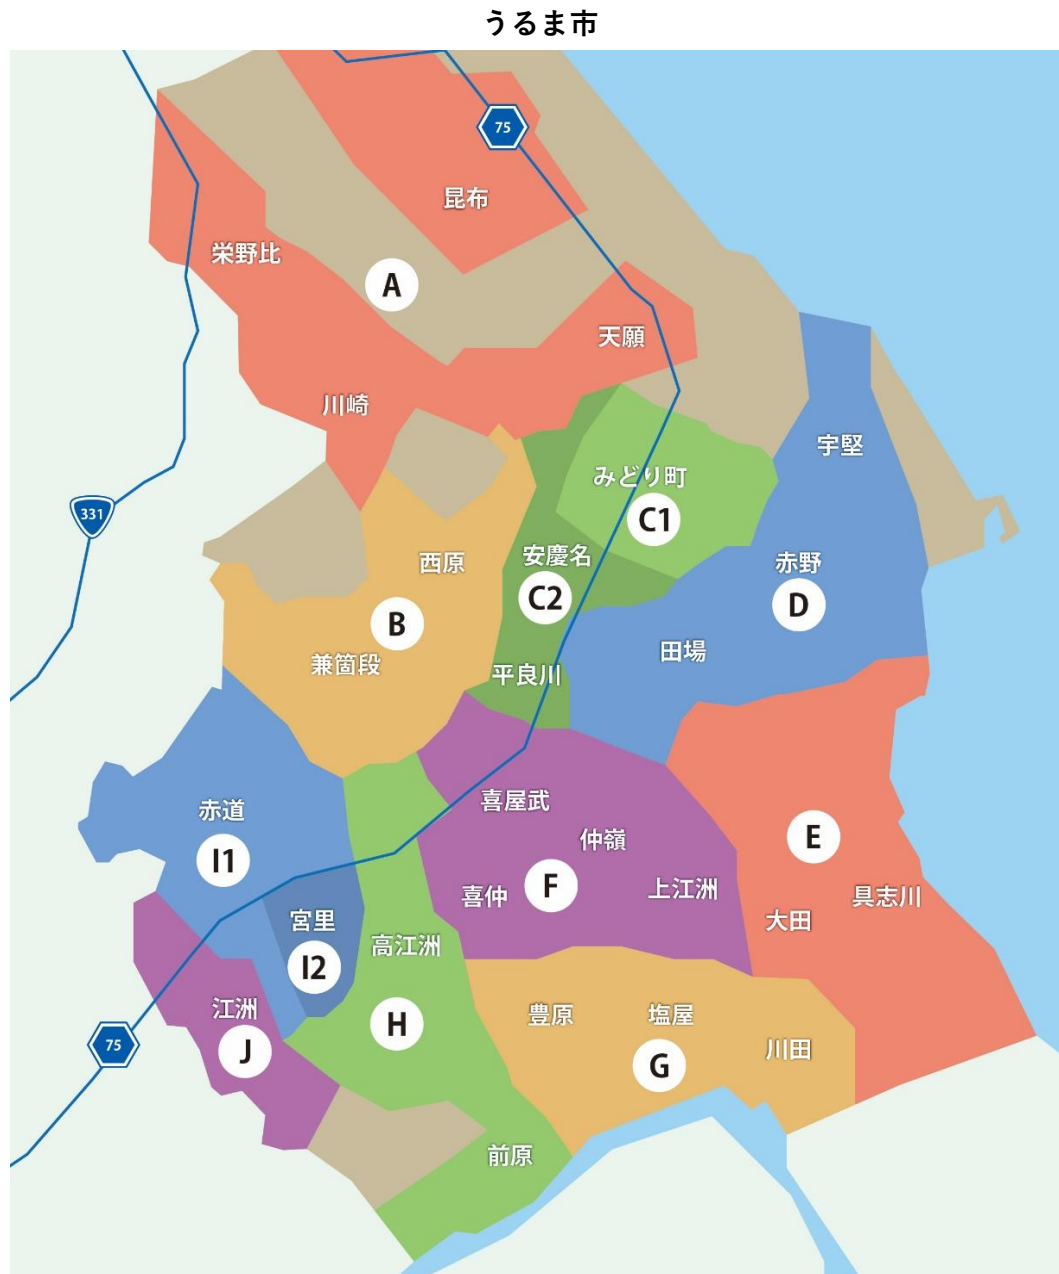 うるま市
75
昆布
栄野比
A
天願
川崎
宇堅
みどり町
331
C1
安慶名
西原
赤野
C2
D
B
田場
兼箇段
平良川
喜屋武
赤道
仲嶺
E
I1
F
上江洲
喜仲
具志川
宮里
大田
高江洲
I2
江洲
豊原
塩屋
H
75
J
川田
G
前原